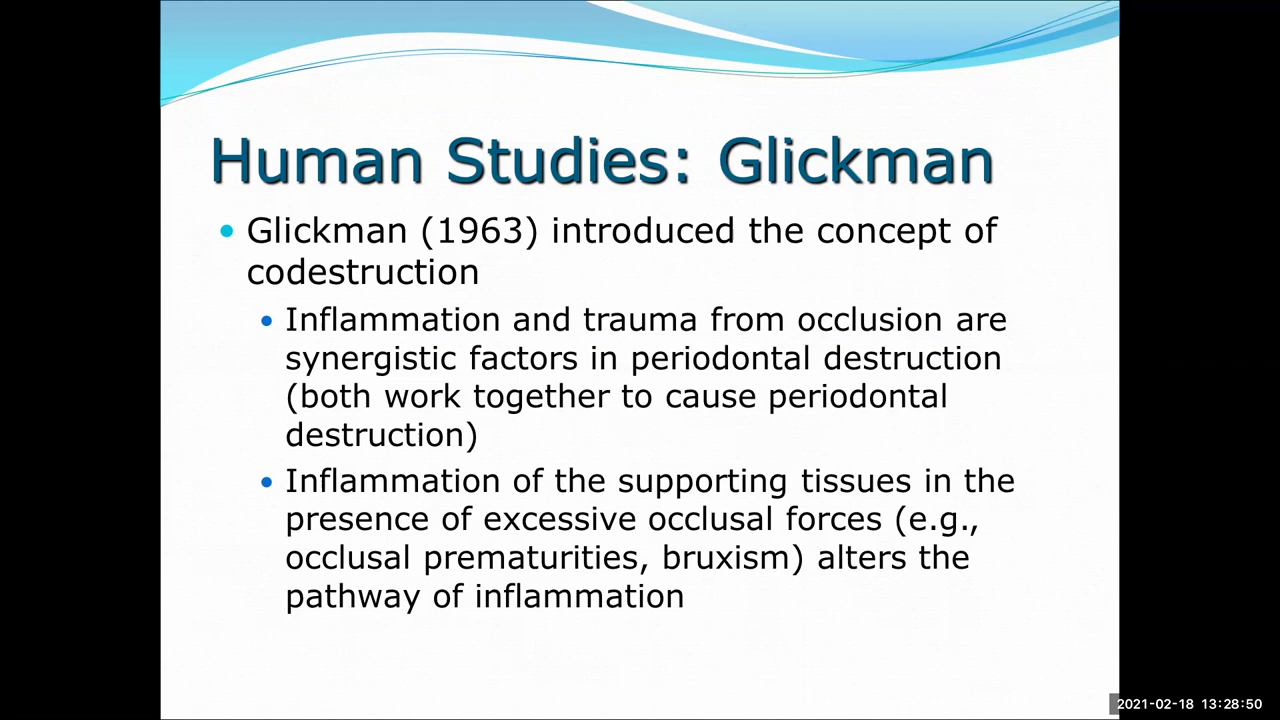 Human Studies: Glickman
Glickman (1963) introduced the concept of
codestruction
Inflammation and trauma from occlusion are
synergistic factors in periodontal destruction
(both work together to cause periodontal
destruction)
Inflammation of the supporting tissues in the
presence of excessive occlusal forces (e.g.,
occlusal prematurities, bruxism) alters the
pathway of inflammation
2021-02-18 13:28:50